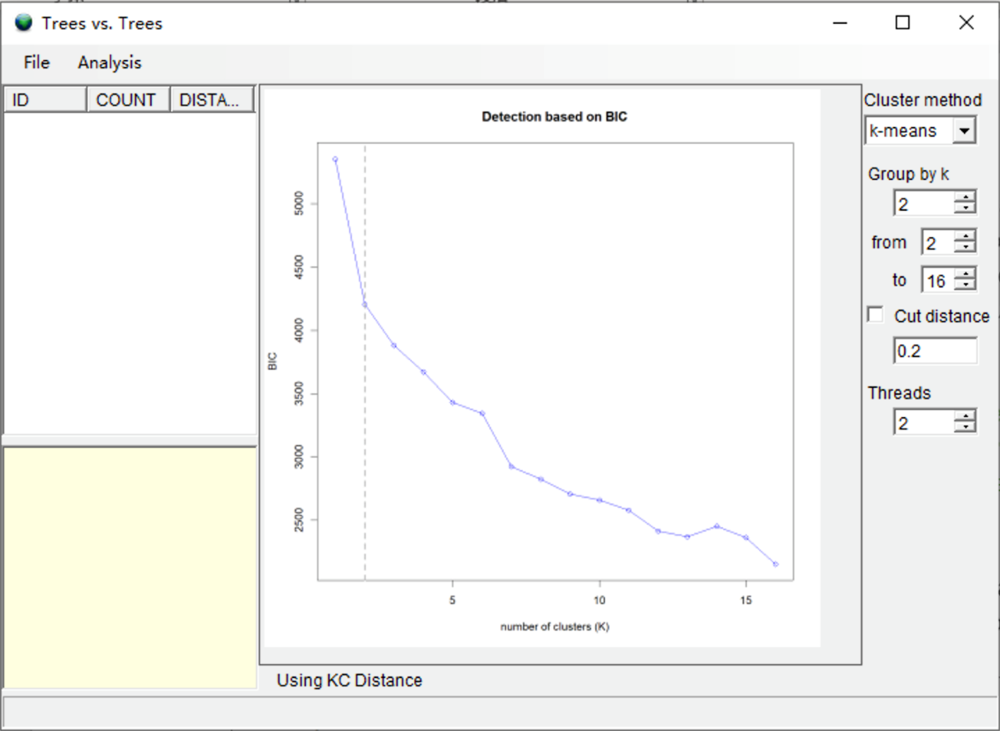 Trees vs. Trees
File Analysis
ID COUNT DISTA...
Detection based on BIC
5000
4500
4000
3500
3000
2500
BIC
5 10 15
number of clusters (K)
Using KC Distance
Cluster method
k-means
Group by k
2
from 2
to 16
Cut distance
0.2
Threads
2